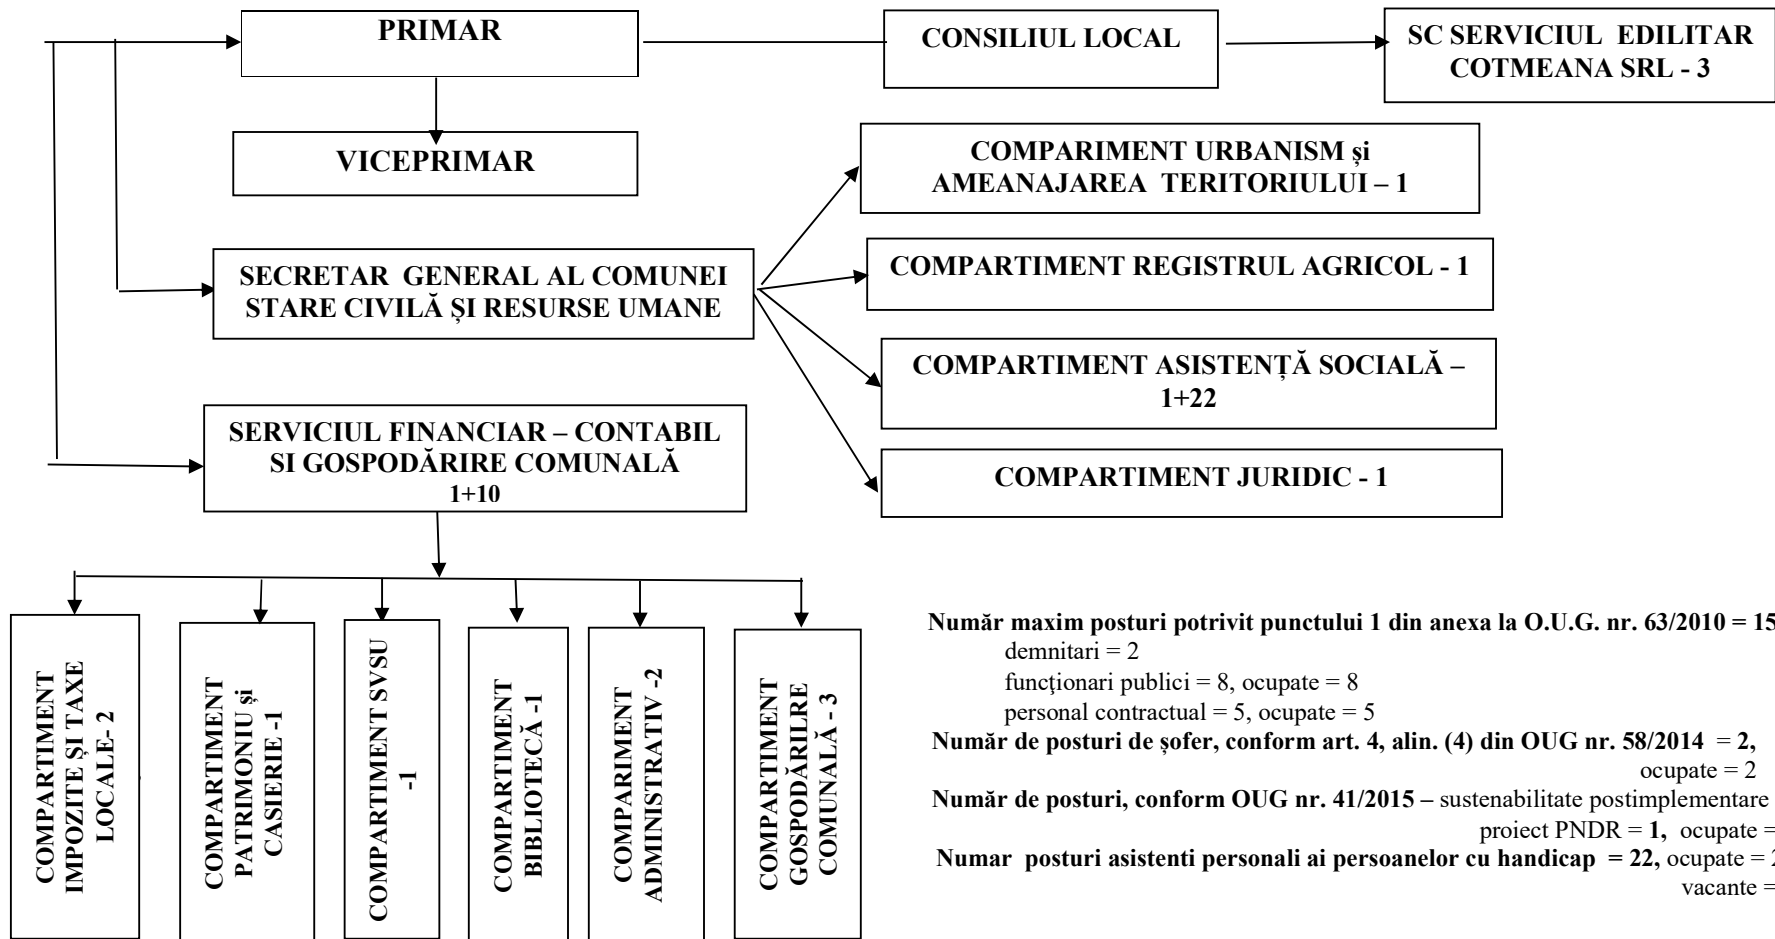 PRIMAR
CONSILIUL LOCAL
SC SERVICIUL EDILITAR
COTMEANA SRL - 3
VICEPRIMAR
COMPARIMENT URBANISM și
AMEANAJAREA TERITORIULUI – 1
SECRETAR GENERAL AL COMUNEI
STARE CIVILĂ ȘI RESURSE UMANE
COMPARTIMENT REGISTRUL AGRICOL - 1
COMPARTIMENT ASISTENȚĂ SOCIALĂ –
1+22
SERVICIUL FINANCIAR – CONTABIL
SI GOSPODĂRIRE COMUNALĂ
1+10
COMPARTIMENT JURIDIC - 1
COMPARTIMENT
IMPOZITE ȘI TAXE
LOCALE- 2
COMPARTIMENT
PATRIMONIU și
CASIERIE -1
COMPARTIMENT SVSU
-1
COMPARTIMENT
BIBLIOTECĂ -1
COMPARIMENT
ADMINISTRATIV -2
COMPARTIMENT
GOSPODĂRILRE
COMUNALĂ - 3
Număr maxim posturi potrivit punctului 1 din anexa la O.U.G. nr. 63/2010 = 15
demnitari = 2
funcţionari publici = 8, ocupate = 8
personal contractual = 5, ocupate = 5
Număr de posturi de șofer, conform art. 4, alin. (4) din OUG nr. 58/2014 = 2,
ocupate = 2
Număr de posturi, conform OUG nr. 41/2015 – sustenabilitate postimplementare
proiect PNDR = 1, ocupate =
Numar posturi asistenti personali ai persoanelor cu handicap = 22, ocupate =
vacante =